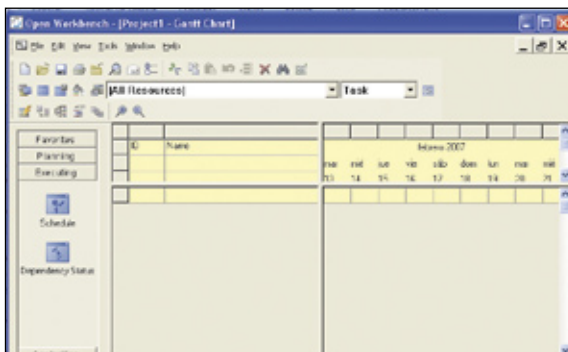 Open Workbench - [Project1 - Gantt Chart]
File Edit View Tools Window Help
All Resources] Task
Favorites
Planning
Executing
Schedule
Dependency Status
ID Name
febrero 2007
mar mié jue vie sáb dom lun mar mié
13 14 15 16 17 18 19 20 21